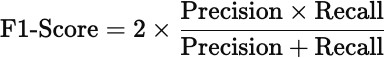 F1-Score = 2 × Precision × Recall / Precision + Recall